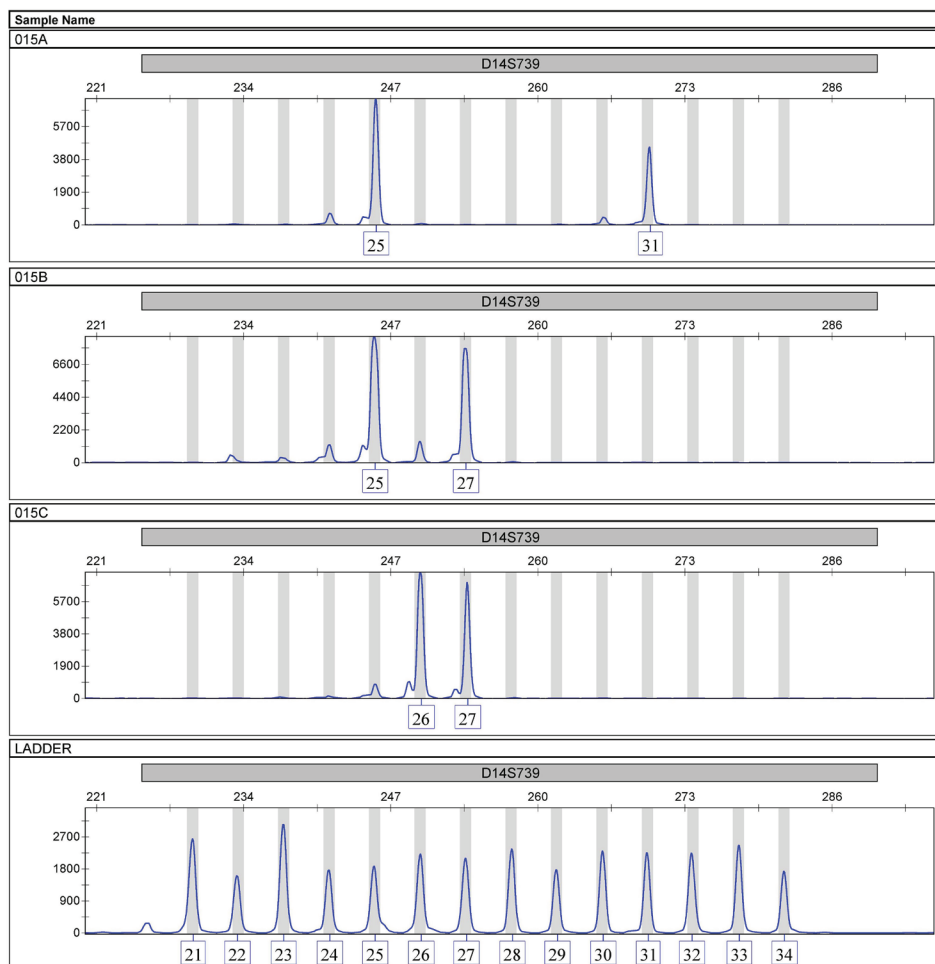 Sample Name
015A
D14S739
221 234 247 260 273 286
5700
3800
1900
0
25 31
015B
D14S739
221 234 247 260 273 286
6600
4400
2200
0
25 27
015C
D14S739
221 234 247 260 273 286
5700
3800
1900
0
26 27
LADDER
D14S739
221 234 247 260 273 286
2700
1800
900
0
21 22 23 24 25 26 27 28 29 30 31 32 33 34